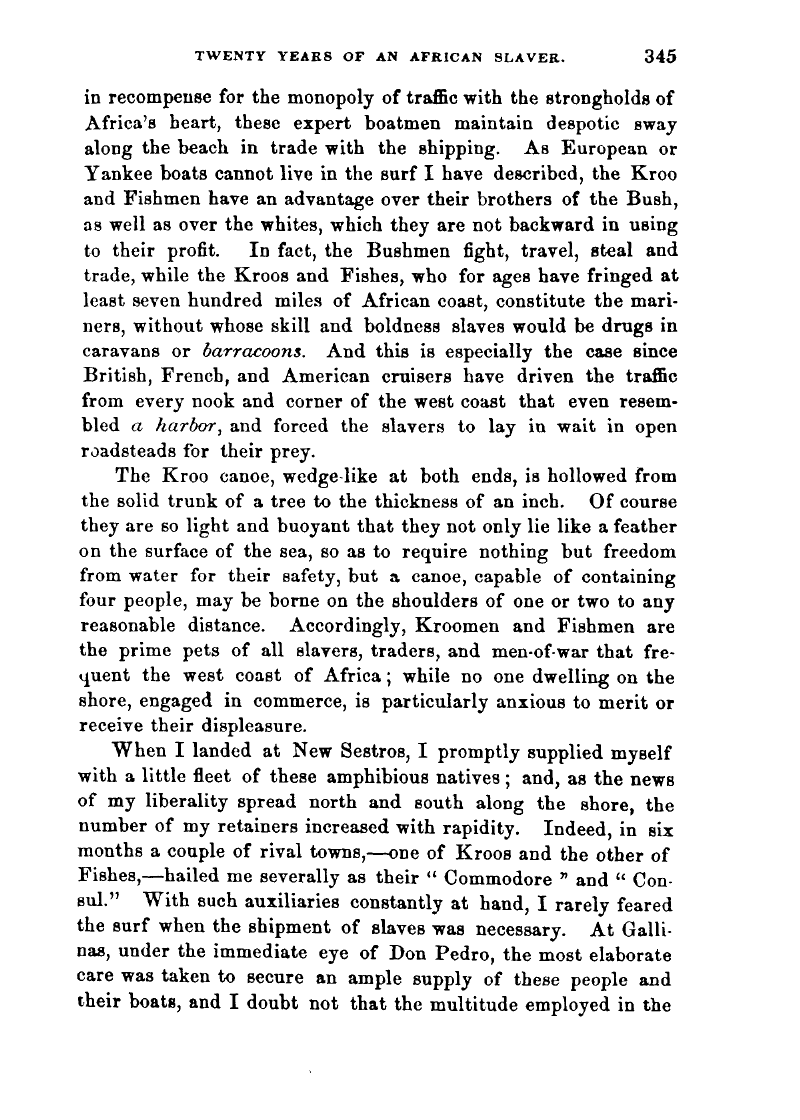 TWENTY YEARS OF AN AFRICAN SLAVER. 345
in recompense for the monopoly of traffic with the strongholds of
Africa's heart, these expert boatmen maintain despotic sway
along the beach in trade with the shipping. As European or
Yankee boats cannot live in the surf I have described, the Kroo
and Fishmen have an advantage over their brothers of the Bush,
as well as over the whites, which they are not backward in using
to their profit. In fact, the Bushmen fight, travel, steal and
trade, while the Kroos and Fishes, who for ages have fringed at
least seven hundred miles of African coast, constitute the mari-
ners, without whose skill and boldness slaves would be drugs in
caravans or barracoons. And this is especially the case since
British, French, and American cruisers have driven the traffic
from every nook and corner of the west coast that even resem-
bled a harbor, and forced the slavers to lay in wait in open
roadsteads for their prey.
The Kroo canoe, wedge-like at both ends, is hollowed from
the solid trunk of a tree to the thickness of an inch. Of course
they are so light and buoyant that they not only lie like a feather
on the surface of the sea, so as to require nothing but freedom
from water for their safety, but a canoe, capable of containing
four people, may be borne on the shoulders of one or two to any
reasonable distance. Accordingly, Kroomen and Fishmen are
the prime pets of all slavers, traders, and men-of-war that fre-
quent the west coast of Africa; while no one dwelling on the
shore, engaged in commerce, is particularly anxious to merit or
receive their displeasure.
When I landed at New Sestros, I promptly supplied myself
with a little fleet of these amphibious natives; and, as the news
of my liberality spread north and south along the shore, the
number of my retainers increased with rapidity. Indeed, in six
months a couple of rival towns,—one of Kroos and the other of
Fishes,—hailed me severally as their "Commodore" and "Con-
sul." With such auxiliaries constantly at hand, I rarely feared
the surf when the shipment of slaves was necessary. At Galli-
nas, under the immediate eye of Don Pedro, the most elaborate
care was taken to secure an ample supply of these people and
their boats, and I doubt not that the multitude employed in the